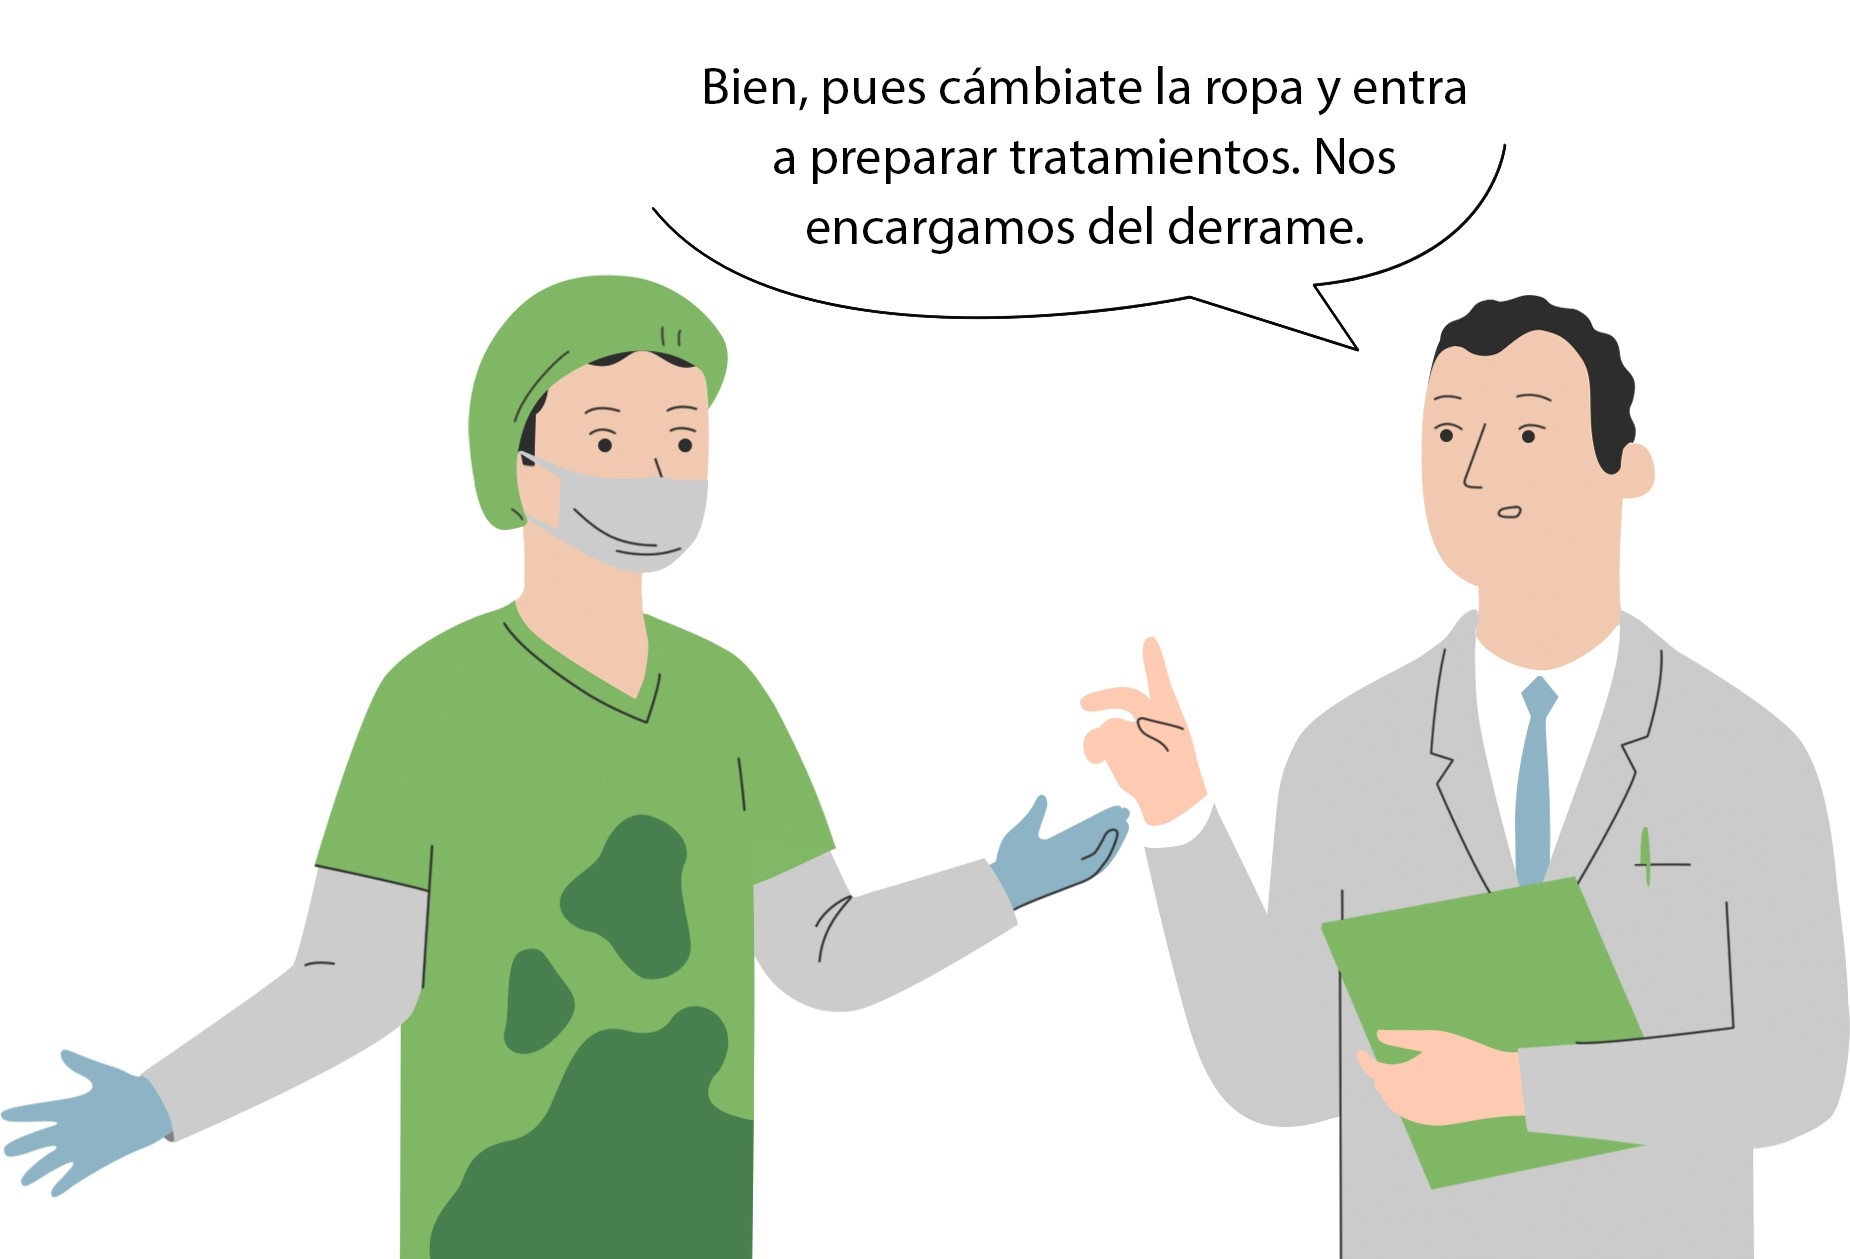 Bien, pues cámbiate la ropa y entra
a preparar tratamientos. Nos
encargamos del derrame.